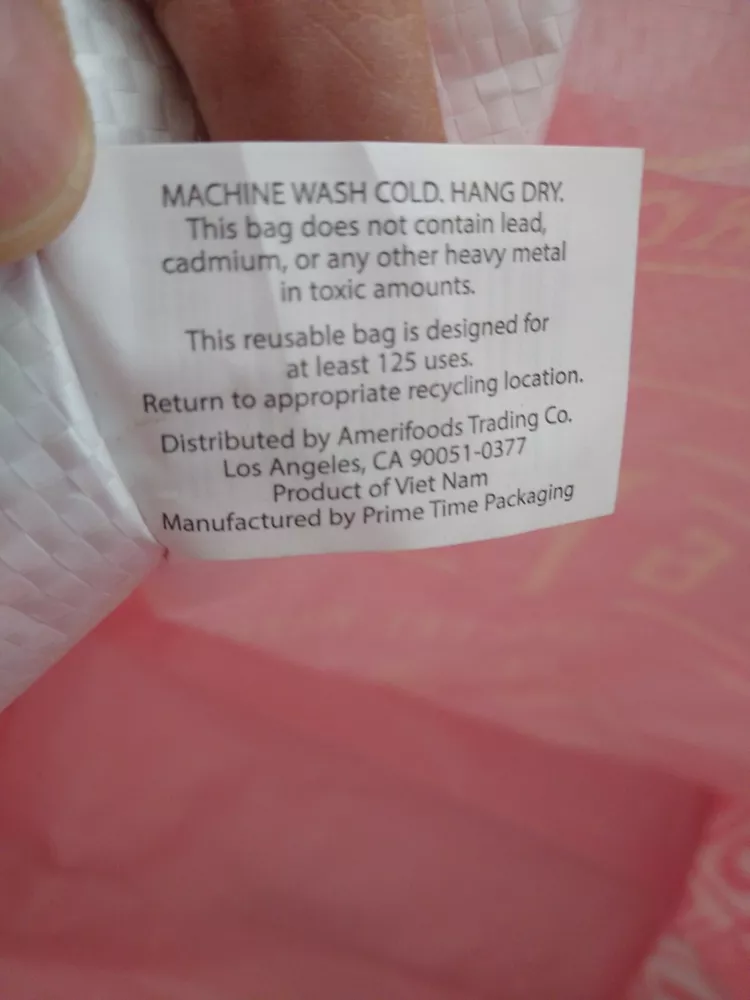 MACHINE WASH COLD. HANG DRY.
This bag does not contain lead,
cadmium, or any other heavy metal
in toxic amounts.
This reusable bag is designed for
at least 125 uses.
Return to appropriate recycling location.
Distributed by Amerifoods Trading Co.
Los Angeles, CA 90051-0377
Product of Viet Nam
Manufactured by Prime Time Packaging